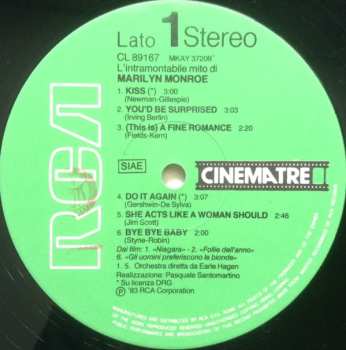 Lato 1 Stereo
CL 89167 MKAY 37209
L'intramontabile mito di
MARILYN MONROE
1. KISS (*) 3:00
(Newman-Gillespie)
2. YOU'D BE SURPRISED 3:03
(Irving Berlin)
3. (This is) A FINE ROMANCE 2:20
(Fields-Kern)
SIAE
CINEMATRE
RCA
4. DO IT AGAIN (*) 3:07
(Gershwin-De Sylva)
5. SHE ACTS LIKE A WOMAN SHOULD 2:46
(Jim Scott)
6. BYE BYE BABY 2:00
(Styne-Robin)
Dai film: 1. «Niagara» - 2. «Follie dell'anno»
6. «Gli uomini preferiscono le bionde»
1. 5. Orchestra diretta da Earle Hagen
Realizzazione: Pasquale Santomartino
* Su licenza DRG
℗ '83 RCA Corporation